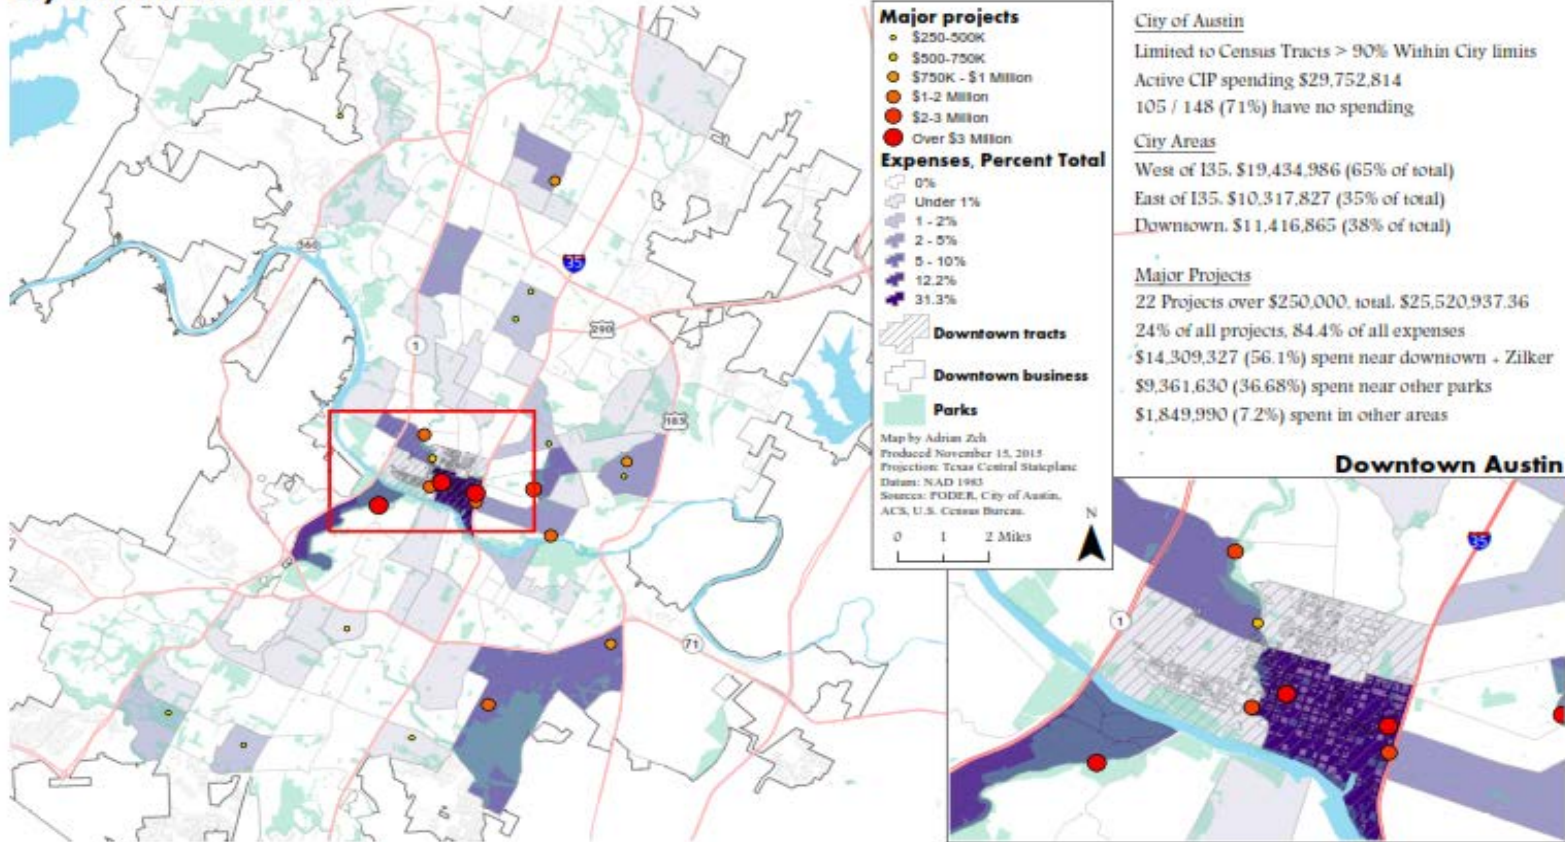 Major projects
$250-500K
$500-750K
$750K - $1 Million
$1-2 Million
$2-3 Million
Over $3 Million
Expenses, Percent Total
0%
Under 1%
1 - 2%
2 - 5%
5 - 10%
12.2%
31.3%
Downtown tracts
Downtown business
Parks
Map by Adrian Zch
Produced November 15, 2015
Projection: Texas Central Stateplane
Datum: NAD 1983
Sources: PODER, City of Austin,
ACS, U.S. Census Bureau.
N
0 1 2 Miles
City of Austin
Limited to Census Tracts > 90% Within City limits
Active CIP spending $29,752,814
105 / 148 (71%) have no spending
City Areas
West of I35. $19,434,986 (65% of total)
East of I35. $10,317,827 (35% of total)
Downtown. $11,416,865 (38% of total)
Major Projects
22 Projects over $250,000, total. $25,520,937.36
24% of all projects, 84.4% of all expenses
$14,309,327 (56.1%) spent near downtown + Zilker
$9,361,630 (36.68%) spent near other parks
$1,849,990 (7.2%) spent in other areas
Downtown Austin
360
35
290
1
183
71
35
1